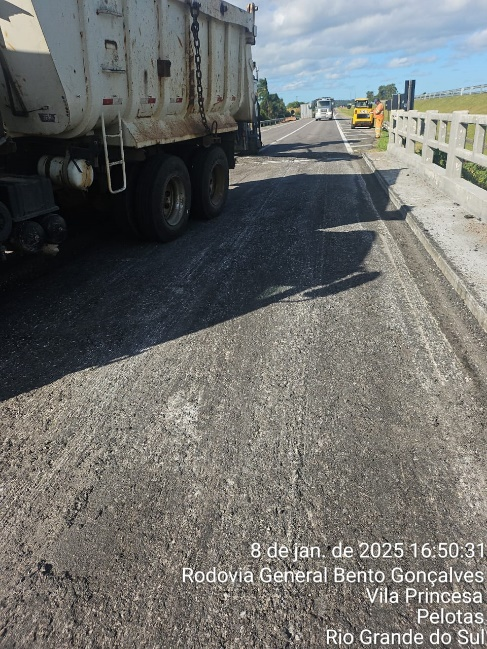 8 de jan. de 2025 16:50:31
Rodovia General Bento Gonçalves
Vila Princesa
Pelotas
Rio Grande do Sul